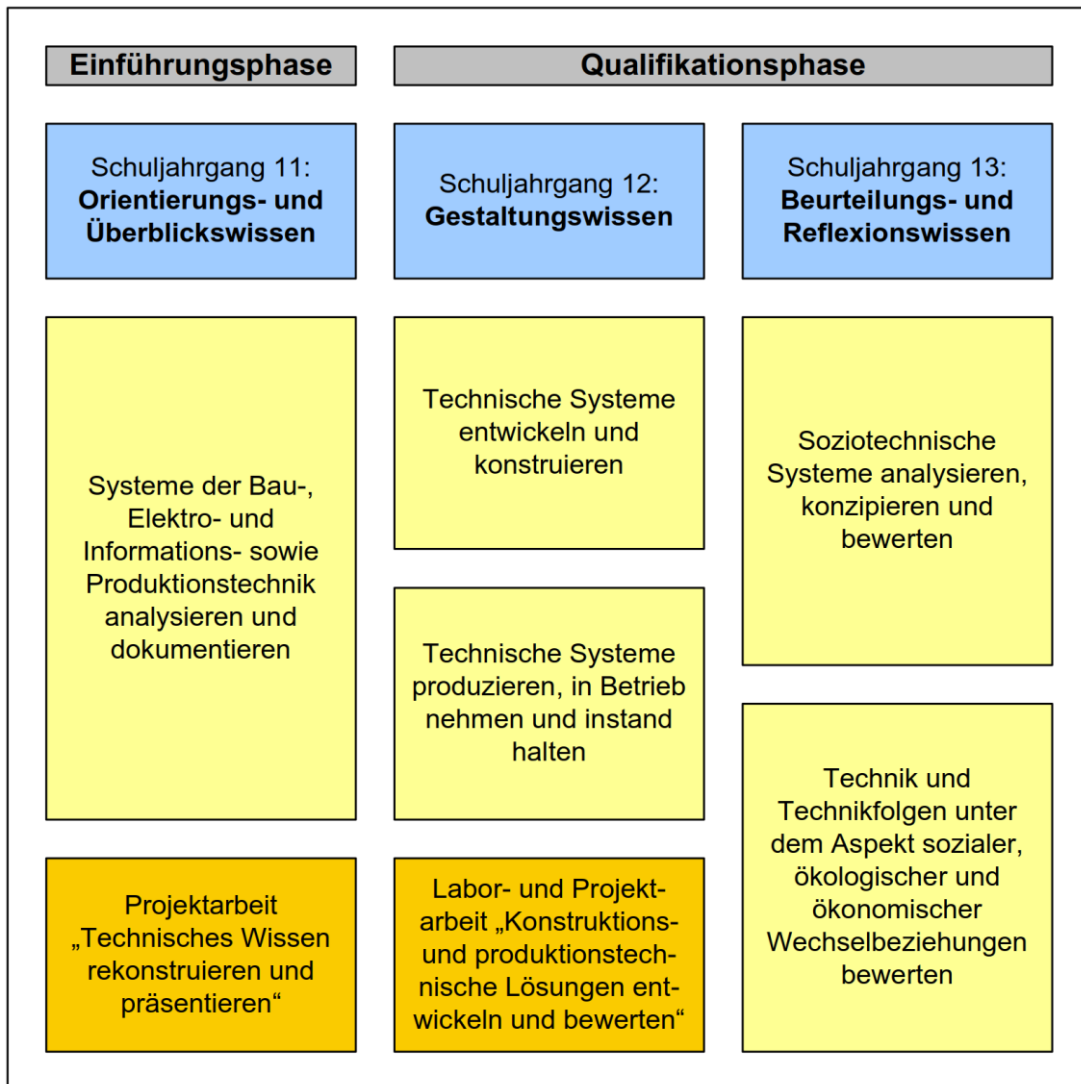 Einführungsphase
Qualifikationsphase
Schuljahrgang 11:
Orientierungs- und
Überblickswissen
Schuljahrgang 12:
Gestaltungswissen
Schuljahrgang 13:
Beurteilungs- und
Reflexionswissen
Systeme der Bau-,
Elektro- und
Informations- sowie
Produktionstechnik
analysieren und
dokumentieren
Technische Systeme
entwickeln und
konstruieren
Soziotechnische
Systeme analysieren,
konzipieren und
bewerten
Technische Systeme
produzieren, in Betrieb
nehmen und instand
halten
Technik und
Technikfolgen unter
dem Aspekt sozialer,
ökologischer und
ökonomischer
Wechselbeziehungen
bewerten
Projektarbeit
„Technisches Wissen
rekonstruieren und
präsentieren“
Labor- und Projekt-
arbeit „Konstruktions-
und produktionstech-
nische Lösungen ent-
wickeln und bewerten“